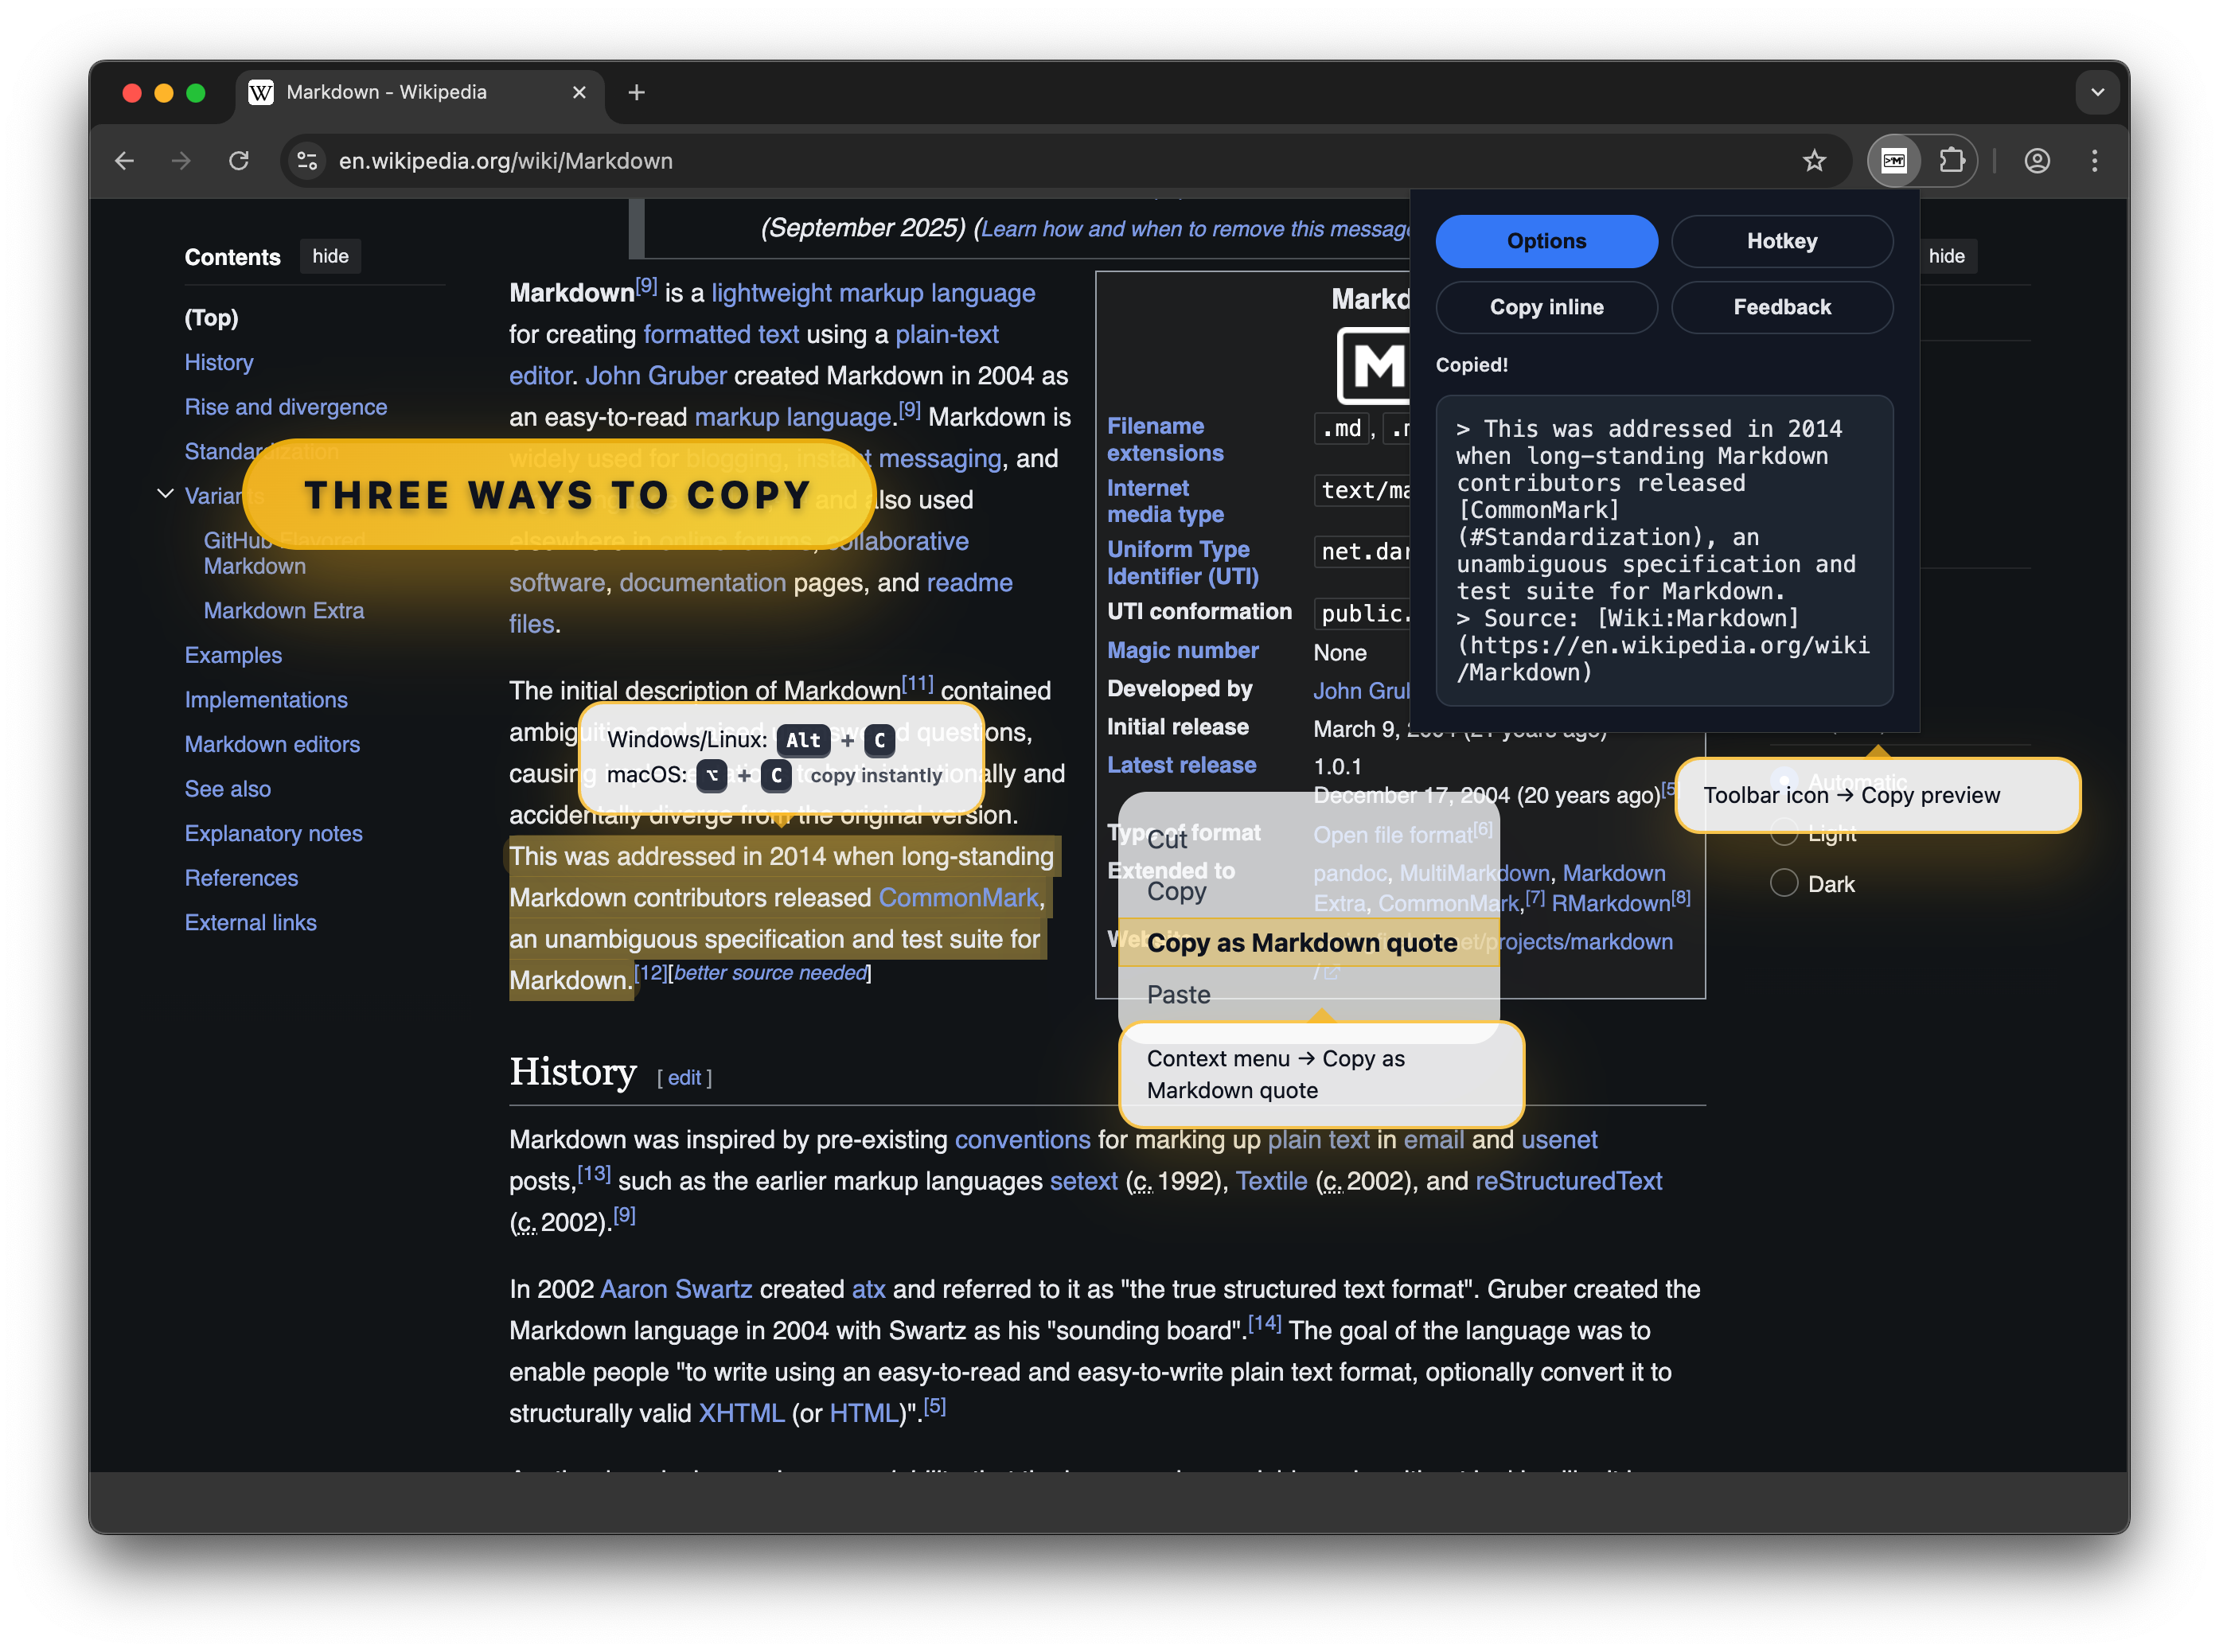 Markdown - Wikipedia
en.wikipedia.org/wiki/Markdown
(September 2025) (Learn how and when to remove this message
Contents hide
(Top)
History
Rise and divergence
Standardization
Variants
GitHub Flavored
Markdown
Markdown Extra
Examples
Implementations
Markdown editors
See also
Explanatory notes
References
External links
THREE WAYS TO COPY
Markdown[9] is a lightweight markup language
for creating formatted text using a plain-text
editor. John Gruber created Markdown in 2004 as
an easy-to-read markup language.[9] Markdown is
widely used for blogging, instant messaging, and
and also used
elsewhere in online forums, collaborative
software, documentation pages, and readme
files.
The initial description of Markdown[11] contained
ambiguities and raised questions,
causing implementations to both intentionally and
accidentally diverge from the original version.
This was addressed in 2014 when long-standing
Markdown contributors released CommonMark,
an unambiguous specification and test suite for
Markdown.[12][better source needed]
Windows/Linux: Alt + C
macOS: ⌥ + C copy instantly
Markd
M
Filename
extensions
.md,
Internet
media type
text/ma
Uniform Type
Identifier (UTI)
net.dar
UTI conformation public.
Magic number None
Developed by John Gru
Initial release March 9, 2004 (21 years ago)
Latest release 1.0.1
December 17, 2004 (20 years ago)[5]
Type of format Open file format[6]
Extended to pandoc, MultiMarkdown, Markdown
Extra, CommonMark,[7] RMarkdown[8]
Website net/projects/markdown
/
Cut
Copy
Copy as Markdown quote
Paste
Context menu → Copy as
Markdown quote
Options Hotkey
Copy inline Feedback
Copied!
> This was addressed in 2014
when long-standing Markdown
contributors released
[CommonMark]
(#Standardization), an
unambiguous specification and
test suite for Markdown.
> Source: [Wiki:Markdown]
(https://en.wikipedia.org/wiki
/Markdown)
hide
Toolbar icon → Copy preview
Automatic
Light
Dark
History [ edit ]
Markdown was inspired by pre-existing conventions for marking up plain text in email and usenet
posts,[13] such as the earlier markup languages setext (c. 1992), Textile (c. 2002), and reStructuredText
(c. 2002).[9]
In 2002 Aaron Swartz created atx and referred to it as "the true structured text format". Gruber created the
Markdown language in 2004 with Swartz as his "sounding board".[14] The goal of the language was to
enable people "to write using an easy-to-read and easy-to-write plain text format, optionally convert it to
structurally valid XHTML (or HTML)".[5]